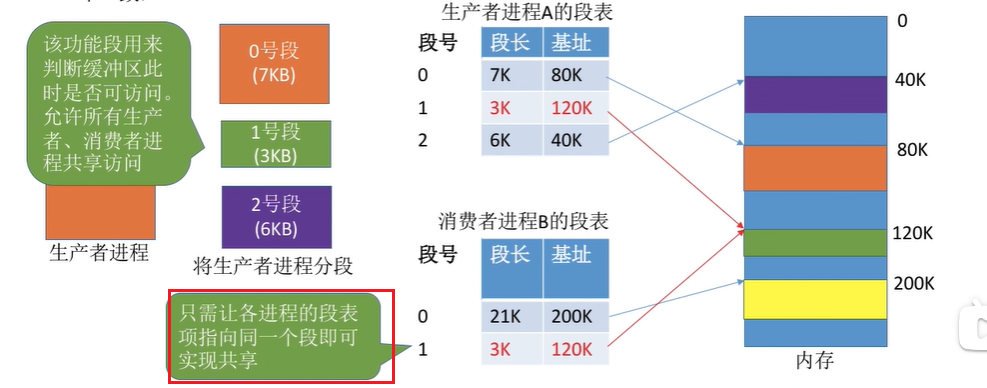 该功能段用来
判断缓冲区此
时是否可访问。
允许所有生产
者、消费者进
程共享访问
生产者进程
0号段
(7KB)
1号段
(3KB)
2号段
(6KB)
将生产者进程分段
只需让各进程的段表
项指向同一个段即可
实现共享
生产者进程A的段表
段号 段长 基址
0 7K 80K
1 3K 120K
2 6K 40K
消费者进程B的段表
段号 段长 基址
0 21K 200K
1 3K 120K
0
40K
80K
120K
200K
内存